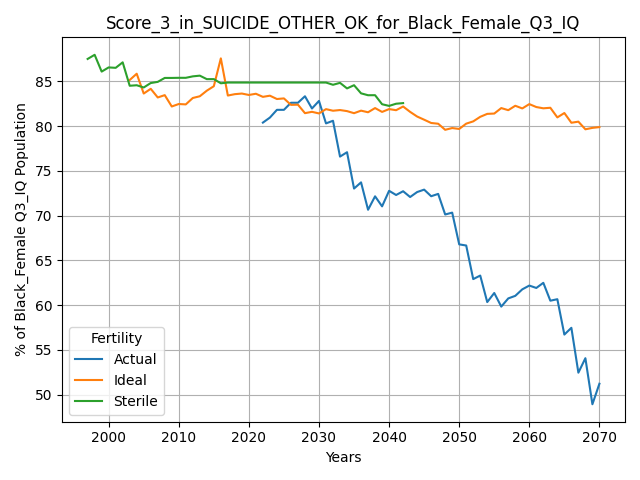 Score_3_in_SUICIDE_OTHER_OK_for_Black_Female_Q3_IQ
% of Black_Female Q3_IQ Population
85
80
75
70
65
60
55
50
Fertility
Actual
Ideal
Sterile
2000 2010 2020 2030 2040 2050 2060 2070
Years